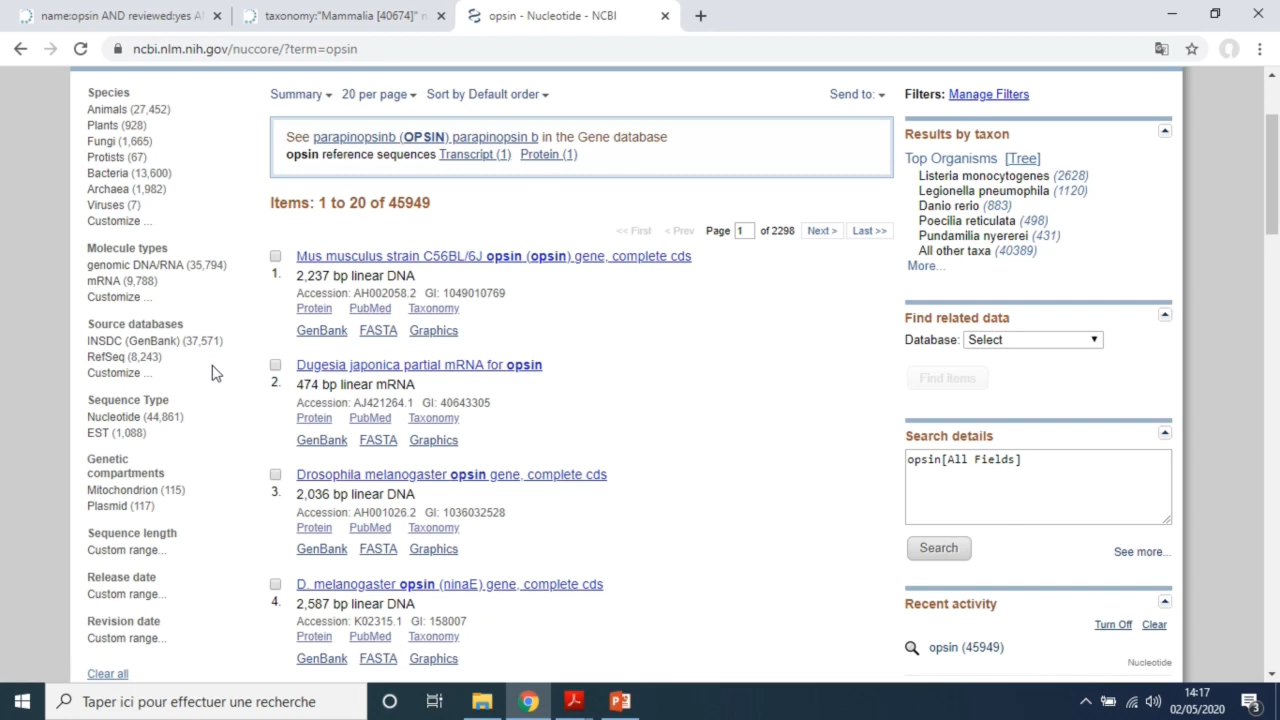 name:opsin AND reviewed:yes A
taxonomy:"Mammalia [40674]" n
opsin - Nucleotide - NCBI
ncbi.nlm.nih.gov/nuccore/?term=opsin
Species
Animals (27,452)
Plants (928)
Fungi (1,665)
Protists (67)
Bacteria (13,600)
Archaea (1,982)
Viruses (7)
Customize ...
Molecule types
genomic DNA/RNA (35,794)
mRNA (9,788)
Customize ...
Source databases
INSDC (GenBank) (37,571)
RefSeq (8,243)
Customize ...
Sequence Type
Nucleotide (44,861)
EST (1,088)
Genetic
compartments
Mitochondrion (115)
Plasmid (117)
Sequence length
Custom range...
Release date
Custom range...
Revision date
Custom range...
Clear all
Summary 20 per page Sort by Default order Send to:
See parapinopsinb (OPSIN) parapinopsin b in the Gene database
opsin reference sequences Transcript (1) Protein (1)
Items: 1 to 20 of 45949
<< First < Prev Page 1 of 2298 Next > Last >>
Mus musculus strain C56BL/6J opsin (opsin) gene, complete cds
1. 2,237 bp linear DNA
Accession: AH002058.2 GI: 1049010769
Protein PubMed Taxonomy
GenBank FASTA Graphics
Dugesia japonica partial mRNA for opsin
2. 474 bp linear mRNA
Accession: AJ421264.1 GI: 40643305
Protein PubMed Taxonomy
GenBank FASTA Graphics
Drosophila melanogaster opsin gene, complete cds
3. 2,036 bp linear DNA
Accession: AH001026.2 GI: 1036032528
Protein PubMed Taxonomy
GenBank FASTA Graphics
D. melanogaster opsin (ninaE) gene, complete cds
4. 2,587 bp linear DNA
Accession: K02315.1 GI: 158007
Protein PubMed Taxonomy
GenBank FASTA Graphics
Filters: Manage Filters
Results by taxon
Top Organisms [Tree]
Listeria monocytogenes (2628)
Legionella pneumophila (1120)
Danio rerio (883)
Poecilia reticulata (498)
Pundamilia nyererei (431)
All other taxa (40389)
More...
Find related data
Database: Select
Find items
Search details
opsin[All Fields]
Search See more...
Recent activity
Turn Off Clear
opsin (45949)
Nucleotide
Taper ici pour effectuer une recherche
14:17
02/05/2020
3